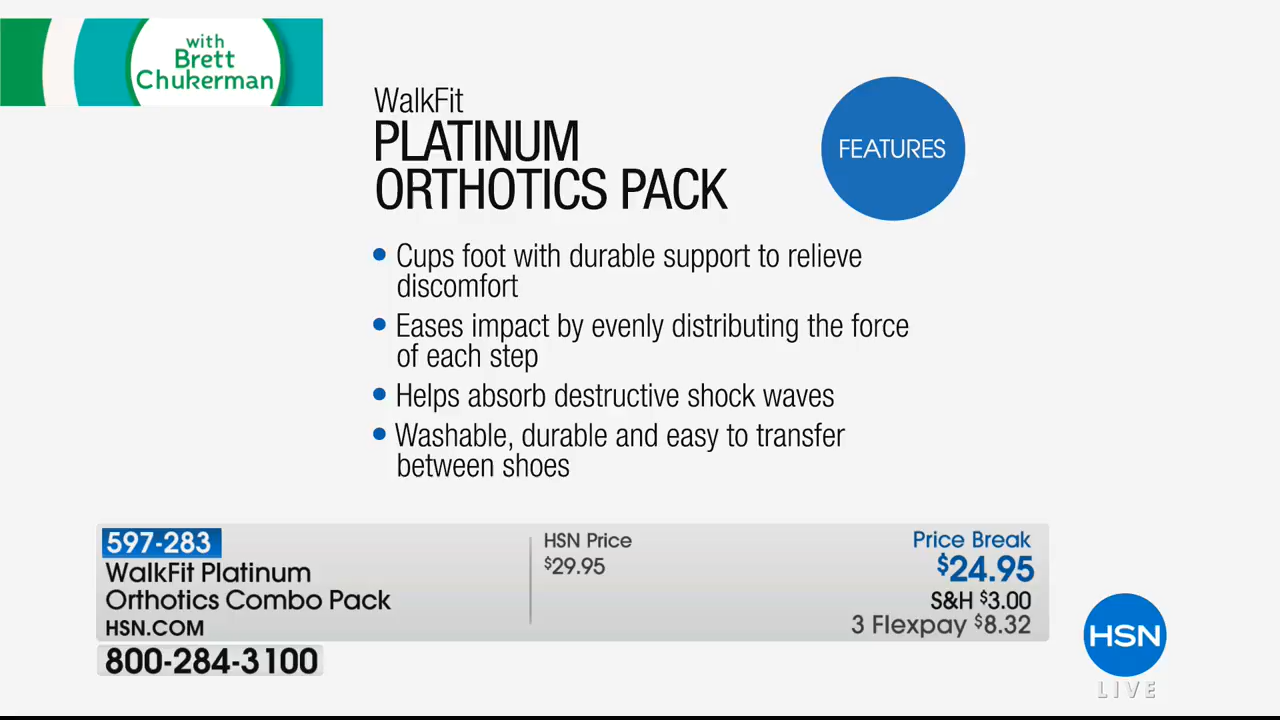 with
Brett
Chukerman
WalkFit
PLATINUM
ORTHOTICS PACK
FEATURES
• Cups foot with durable support to relieve
discomfort
• Eases impact by evenly distributing the force
of each step
• Helps absorb destructive shock waves
• Washable, durable and easy to transfer
between shoes
597-283
WalkFit Platinum
Orthotics Combo Pack
HSN.COM
800-284-3100
HSN Price
$29.95
Price Break
$24.95
S&H $3.00
3 Flexpay $8.32
HSN
LIVE